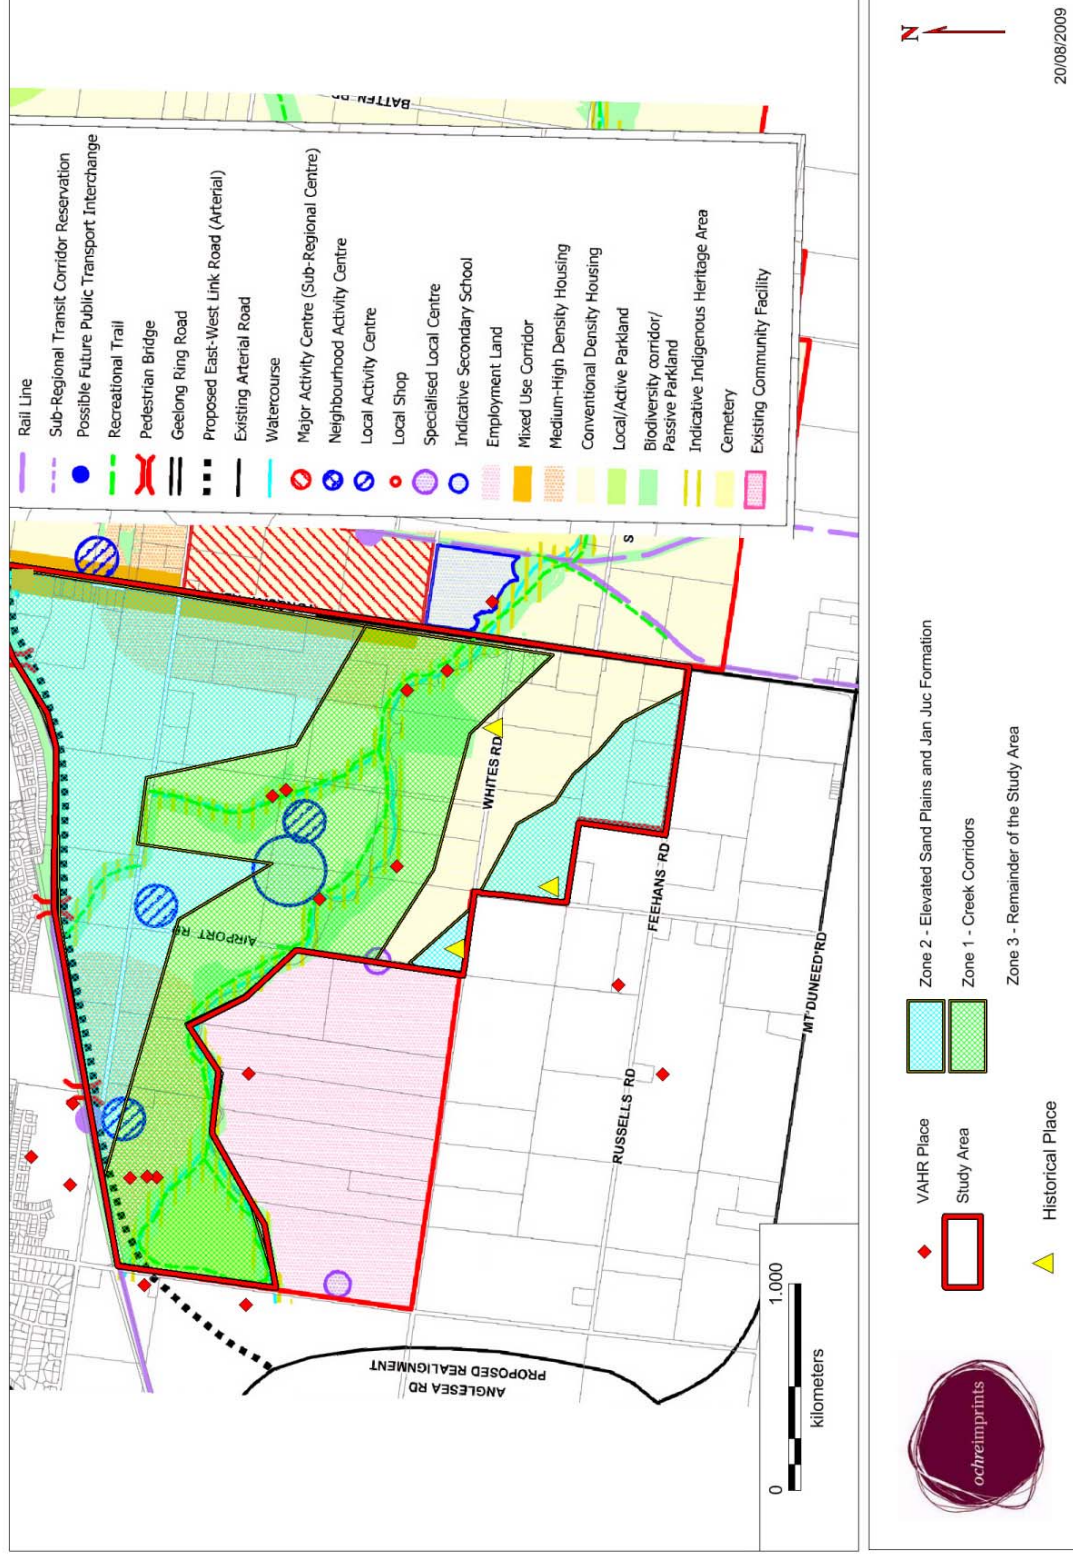 Rail Line
Sub-Regional Transit Corridor Reservation
Possible Future Public Transport Interchange
Recreational Trail
Pedestrian Bridge
Geelong Ring Road
Proposed East-West Link Road (Arterial)
Existing Arterial Road
Watercourse
Major Activity Centre (Sub-Regional Centre)
Neighbourhood Activity Centre
Local Activity Centre
Local Shop
Specialised Local Centre
Indicative Secondary School
Employment Land
Mixed Use Corridor
Medium-High Density Housing
Conventional Density Housing
Local/Active Parkland
Biodiversity corridor/
Passive Parkland
Indicative Indigenous Heritage Area
Cemetery
Existing Community Facility
BATTEN RD
S
AIRPORT RD
WHITES RD
FEEHANS RD
RUSSELLS RD
MT DUNEED RD
ANGLESEA RD
PROPOSED REALIGNMENT
0 1.000
kilometers
ochreimprints
VAHR Place
Study Area
Historical Place
Zone 2 - Elevated Sand Plains and Jan Juc Formation
Zone 1 - Creek Corridors
Zone 3 - Remainder of the Study Area
N
20/08/2009